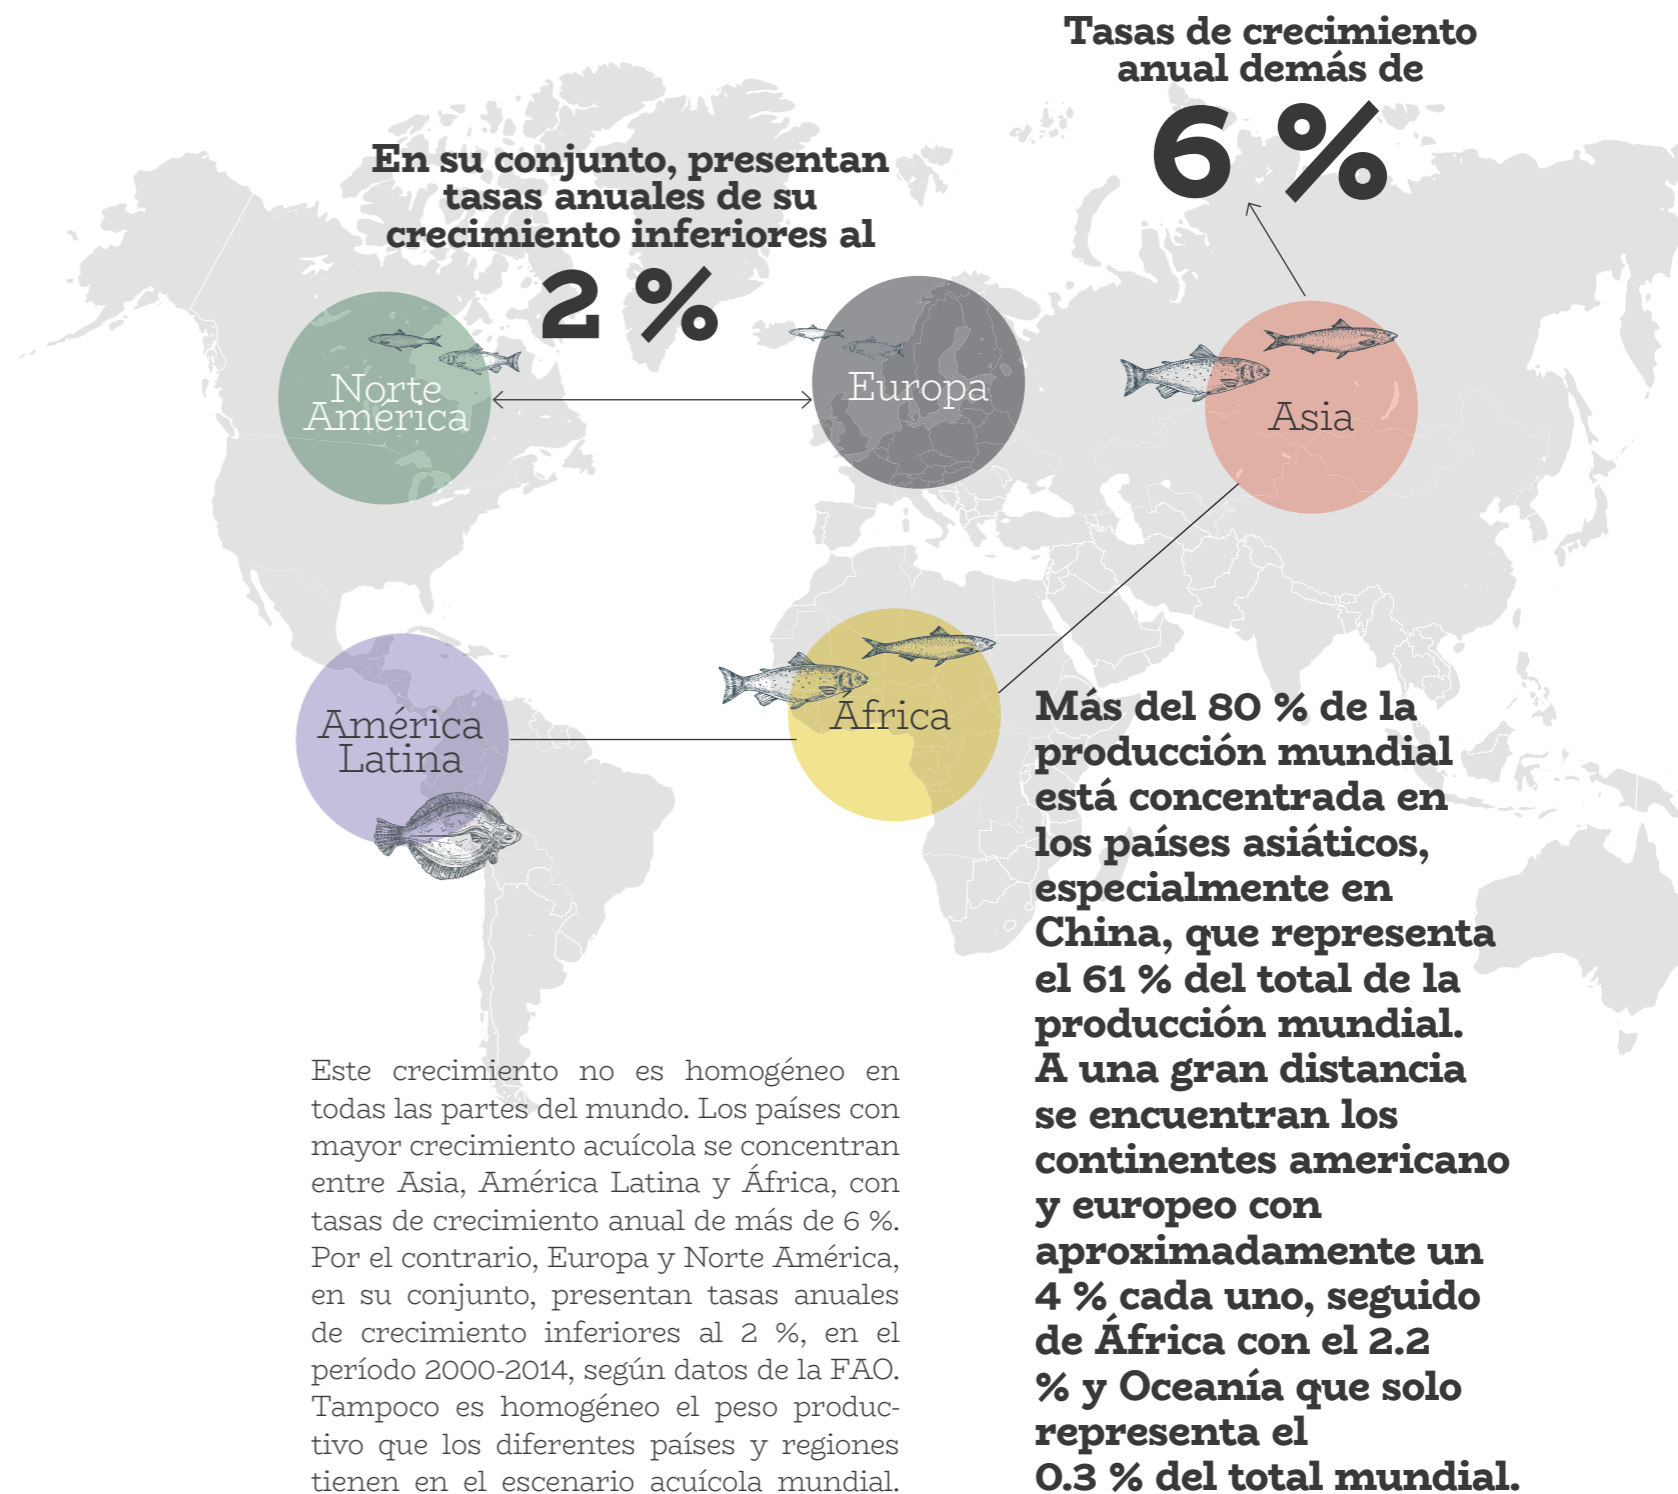 Tasas de crecimiento
anual demás de
6 %
En su conjunto, presentan
tasas anuales de su
crecimiento inferiores al
2 %
Norte
América
Europa
Asia
América
Latina
África
Este crecimiento no es homogéneo en
todas las partes del mundo. Los países con
mayor crecimiento acuícola se concentran
entre Asia, América Latina y África, con
tasas de crecimiento anual de más de 6 %.
Por el contrario, Europa y Norte América,
en su conjunto, presentan tasas anuales
de crecimiento inferiores al 2 %, en el
período 2000-2014, según datos de la FAO.
Tampoco es homogéneo el peso produc-
tivo que los diferentes países y regiones
tienen en el escenario acuícola mundial.
Más del 80 % de la
producción mundial
está concentrada en
los países asiáticos,
especialmente en
China, que representa
el 61 % del total de la
producción mundial.
A una gran distancia
se encuentran los
continentes americano
y europeo con
aproximadamente un
4 % cada uno, seguido
de África con el 2.2
% y Oceanía que solo
representa el
0.3 % del total mundial.